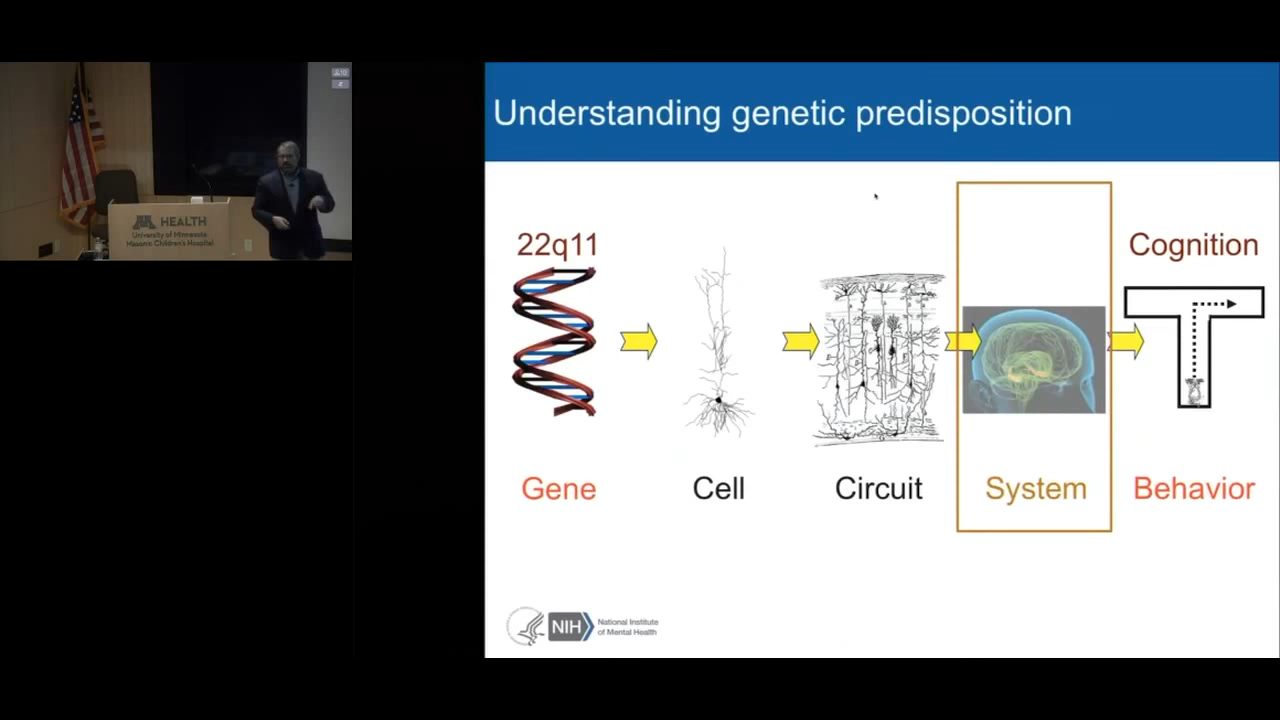 HEALTH
University of Minnesota
Masonic Children's Hospital
Understanding genetic predisposition
22q11
Cognition
Gene
Cell
Circuit
System
Behavior
NIH
National Institute
of Mental Health